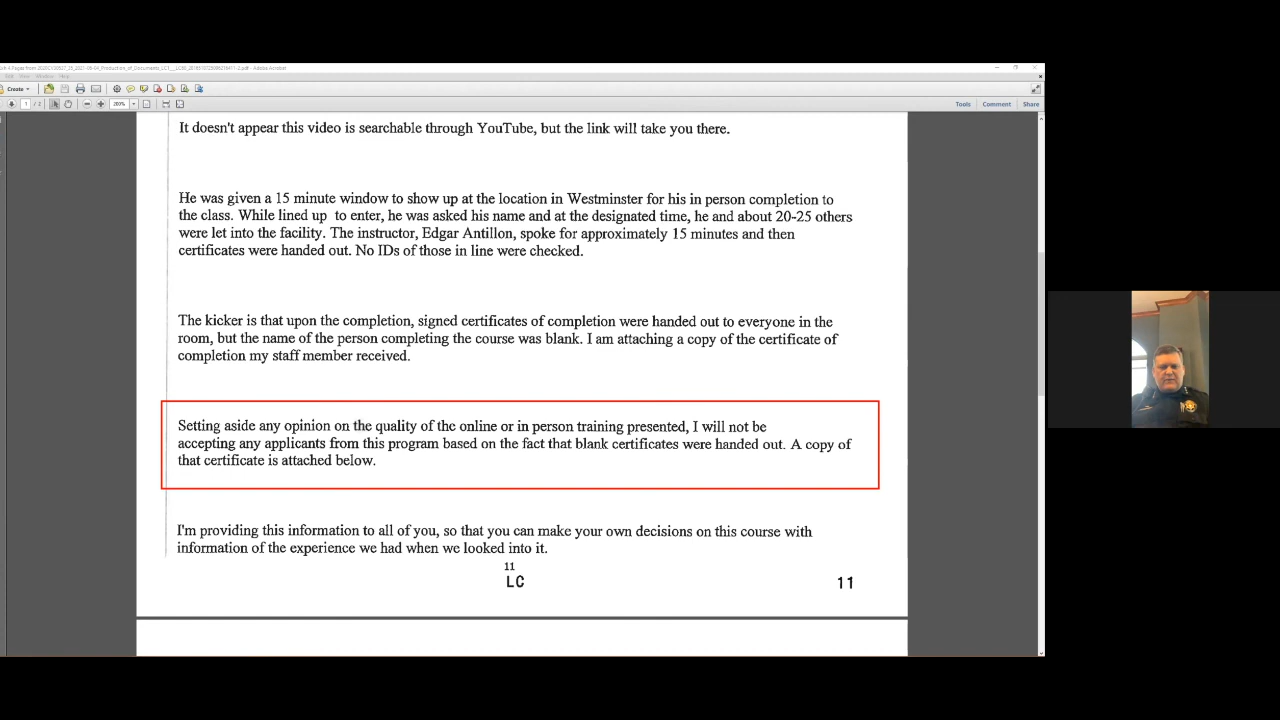 Edit View Window Help
Create
1 / 2
200%
Tools Comment Share
It doesn't appear this video is searchable through YouTube, but the link will take you there.
He was given a 15 minute window to show up at the location in Westminster for his in person completion to
the class. While lined up to enter, he was asked his name and at the designated time, he and about 20-25 others
were let into the facility. The instructor, Edgar Antillon, spoke for approximately 15 minutes and then
certificates were handed out. No IDs of those in line were checked.
The kicker is that upon the completion, signed certificates of completion were handed out to everyone in the
room, but the name of the person completing the course was blank. I am attaching a copy of the certificate of
completion my staff member received.
Setting aside any opinion on the quality of the online or in person training presented, I will not be
accepting any applicants from this program based on the fact that blank certificates were handed out. A copy of
that certificate is attached below.
I'm providing this information to all of you, so that you can make your own decisions on this course with
information of the experience we had when we looked into it.
11
LC
11